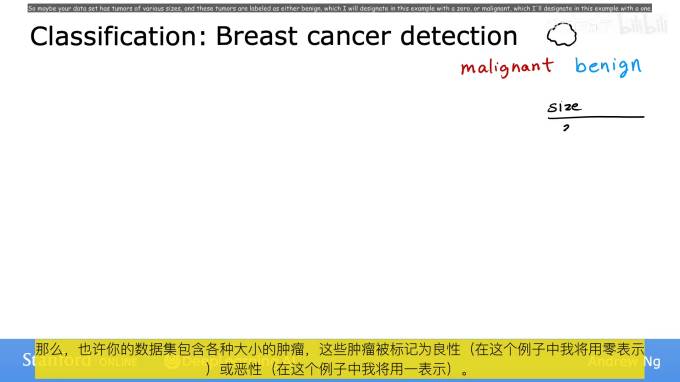 So maybe your data set has tumors of various sizes, and these tumors are labeled as either benign, which I will designate in this example with a zero, or malignant, which I'll designate in this example with a one
Classification: Breast cancer detection
bilibili
malignant benign
size
那么，也许你的数据集包含各种大小的肿瘤，这些肿瘤被标记为良性（在这个例子中我将用零表示
）或恶性（在这个例子中我将用一表示）。
Andrew Ng